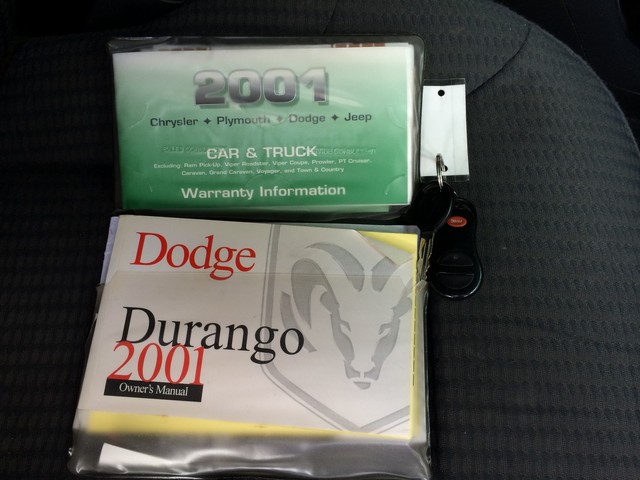 2001
Chrysler ✦ Plymouth ✦ Dodge ✦ Jeep
CAR & TRUCK
Excluding: Ram Pick-Up, Viper Roadster, Viper Coupe, Prowler, PT Cruiser,
Caravan, Grand Caravan, Voyager, and Town & Country
Warranty Information
Dodge
Durango
2001
Owner's Manual